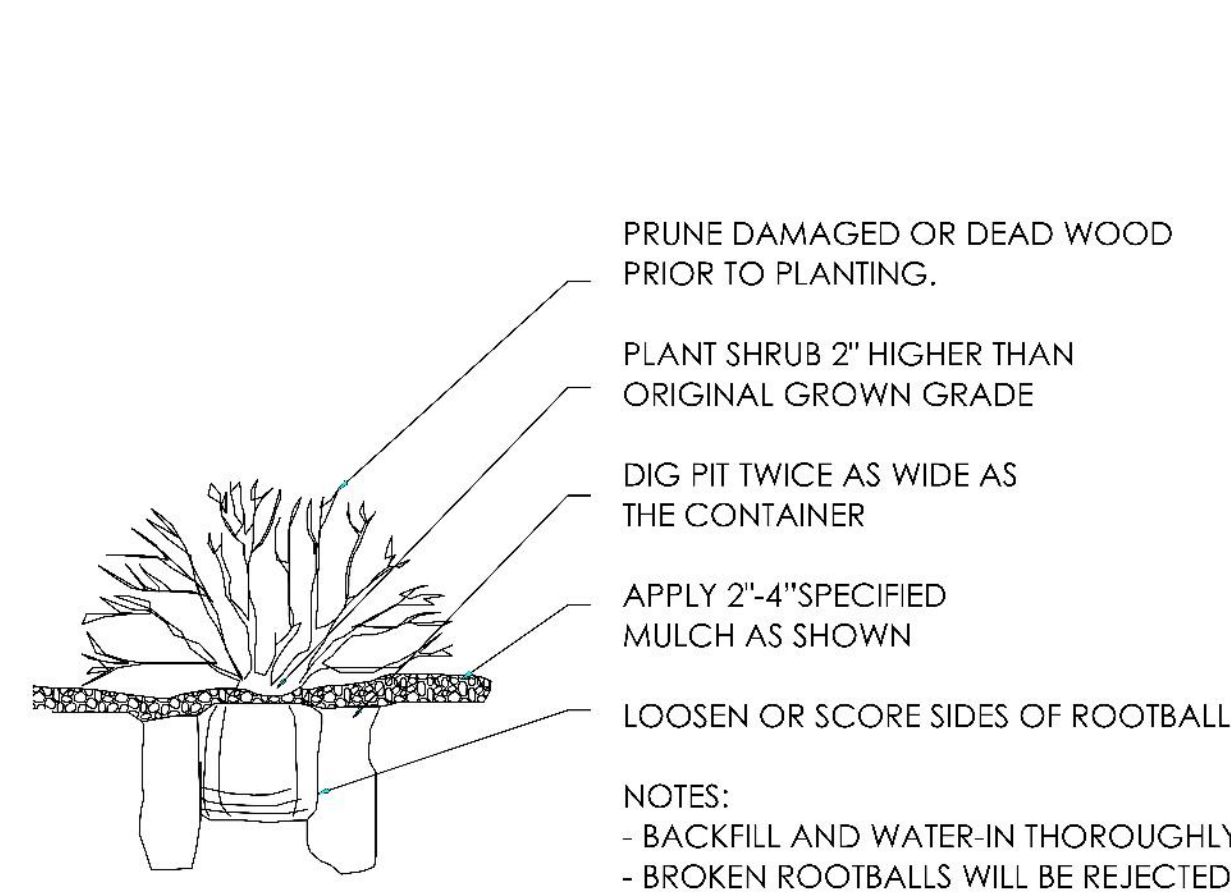 PRUNE DAMAGED OR DEAD WOOD
PRIOR TO PLANTING.
PLANT SHRUB 2" HIGHER THAN
ORIGINAL GROWN GRADE
DIG PIT TWICE AS WIDE AS
THE CONTAINER
APPLY 2"-4”SPECIFIED
MULCH AS SHOWN
LOOSEN OR SCORE SIDES OF ROOTBALL
NOTES:
- BACKFILL AND WATER-IN THOROUGHLY
- BROKEN ROOTBALLS WILL BE REJECTED